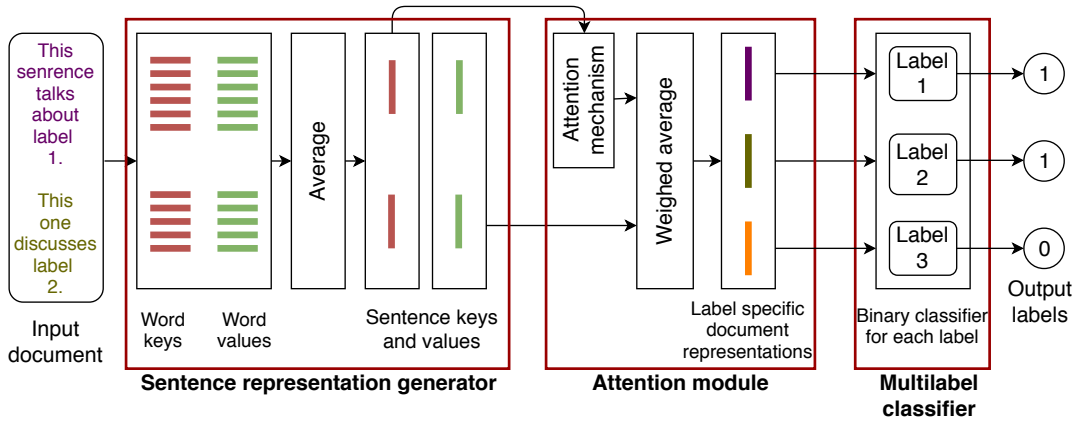 This
senrence
talks
about
label
1.
This
one
discusses
label
2.
Input
document
Word
keys
Word
values
Average
Sentence keys
and values
Sentence representation generator
Attention
mechanism
Weighed average
Label specific
document
representations
Attention module
Label
1
Label
2
Label
3
Binary classifier
for each label
Multilabel
classifier
1
1
0
Output
labels